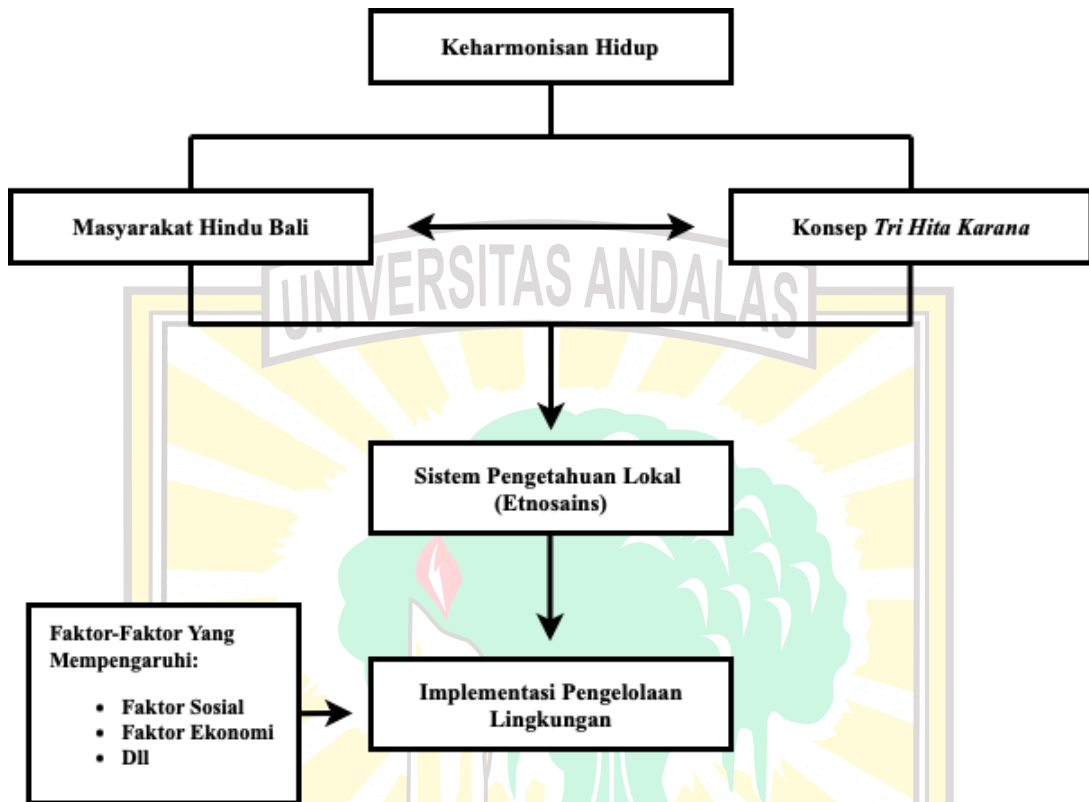 Keharmonisan Hidup
Masyarakat Hindu Bali
Konsep Tri Hita Karana
UNIVERSITAS ANDALAS
Sistem Pengetahuan Lokal
(Etnosains)
Faktor-Faktor Yang
Mempengaruhi:
• Faktor Sosial
• Faktor Ekonomi
• Dll
Implementasi Pengelolaan
Lingkungan